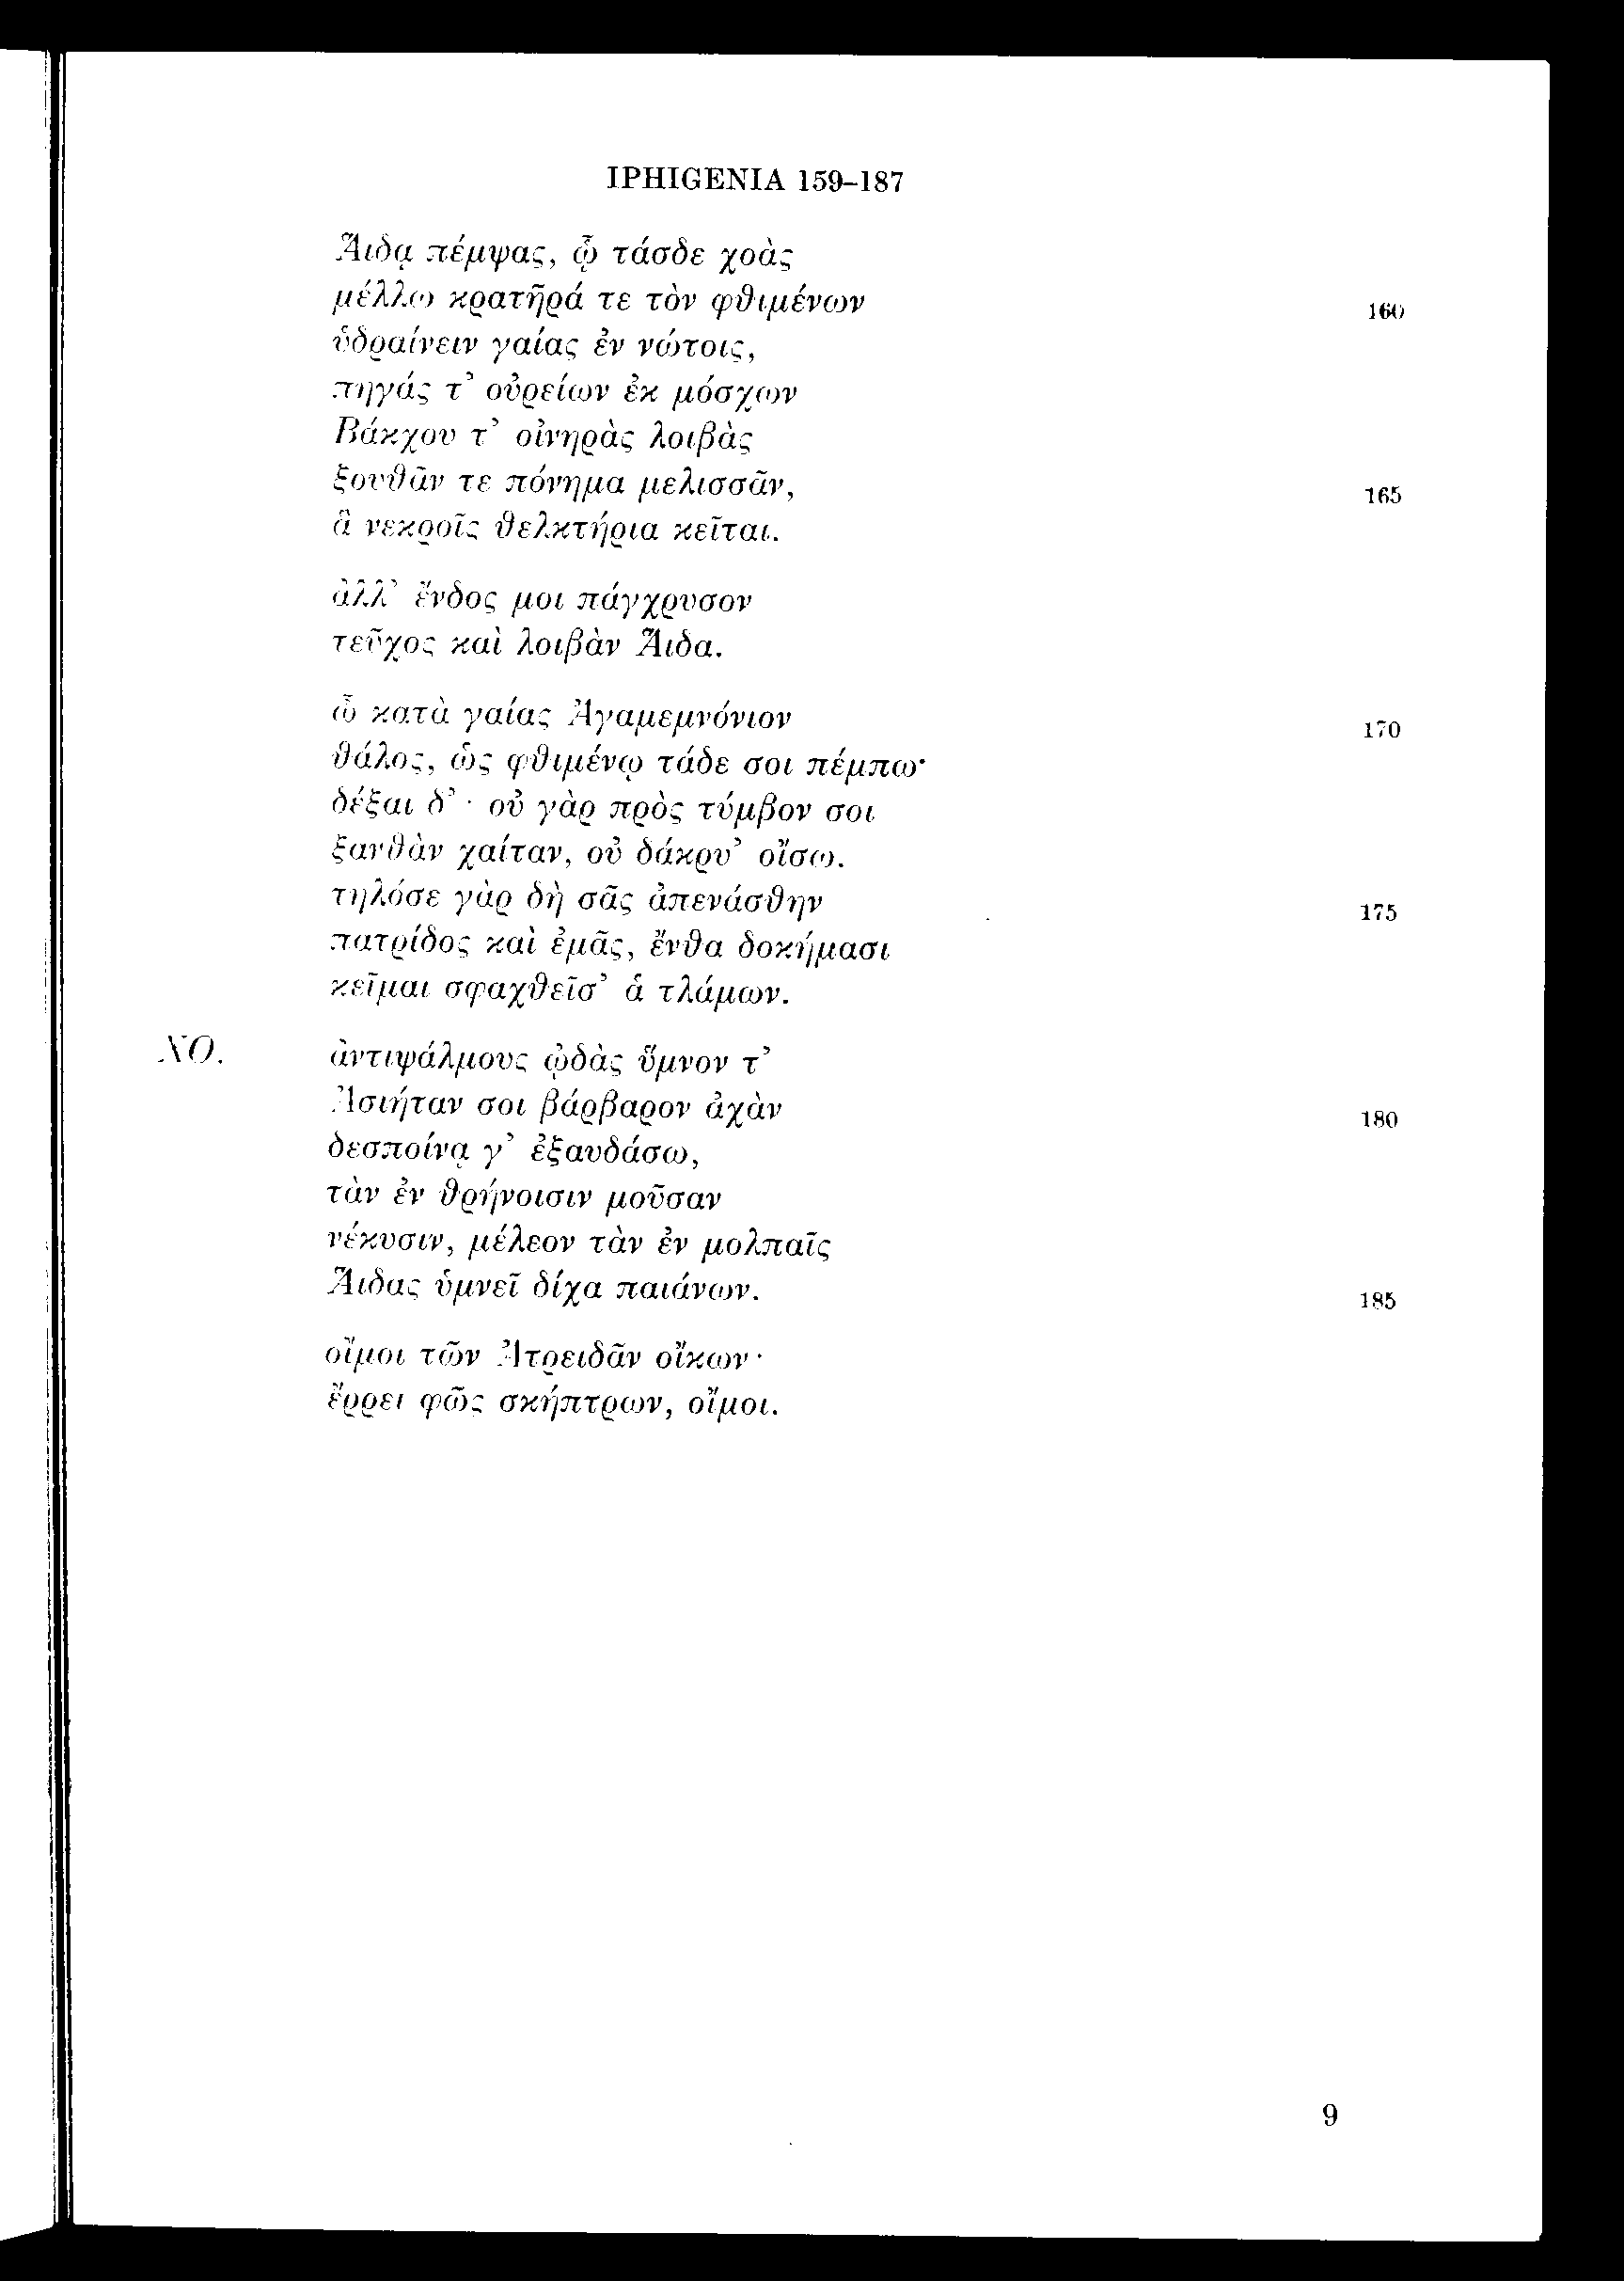 IPHIGENIA 159–187
Ἅιδᾳ πέμψας, ᾧ τάσδε χοὰς
μέλλω κρατῆρά τε τὸν φθιμένων 160
ὑδραίνειν γαίας ἐν νώτοις,
πηγάς τ’ οὐρείων ἐκ μόσχων
Βάκχου τ’ οἰνηρὰς λοιβὰς
ξουθᾶν τε πόνημα μελισσᾶν, 165
ἃ νεκροῖς θελκτήρια κεῖται.
ἀλλ’ ἔνδος μοι πάγχρυσον
τεῦχος καὶ λοιβὰν Ἅιδα.
ὦ κατὰ γαίας Ἀγαμεμνόνιον 170
θάλος, ὡς φθιμένῳ τάδε σοι πέμπω·
δέξαι δ’ · οὐ γὰρ πρὸς τύμβον σοι
ξανθὰν χαίταν, οὐ δάκρυ’ οἴσω.
τηλόσε γὰρ δὴ σᾶς ἀπενάσθην 175
πατρίδος καὶ ἐμᾶς, ἔνθα δοκήμασι
κεῖμαι σφαχθεῖσ’ ἁ τλάμων.
ΧΟ. ἀντιψάλμους ᾠδὰς ὕμνον τ’
Ἀσιήταν σοι βάρβαρον ἀχὰν 180
δεσποίνᾳ γ’ ἐξαυδάσω,
τὰν ἐν θρήνοισιν μοῦσαν
νέκυσιν, μέλεον τὰν ἐν μολπαῖς
Ἅιδας ὑμνεῖ δίχα παιάνων. 185
οἴμοι τῶν Ἀτρειδᾶν οἴκων·
ἔρρει φῶς σκήπτρων, οἴμοι.
9